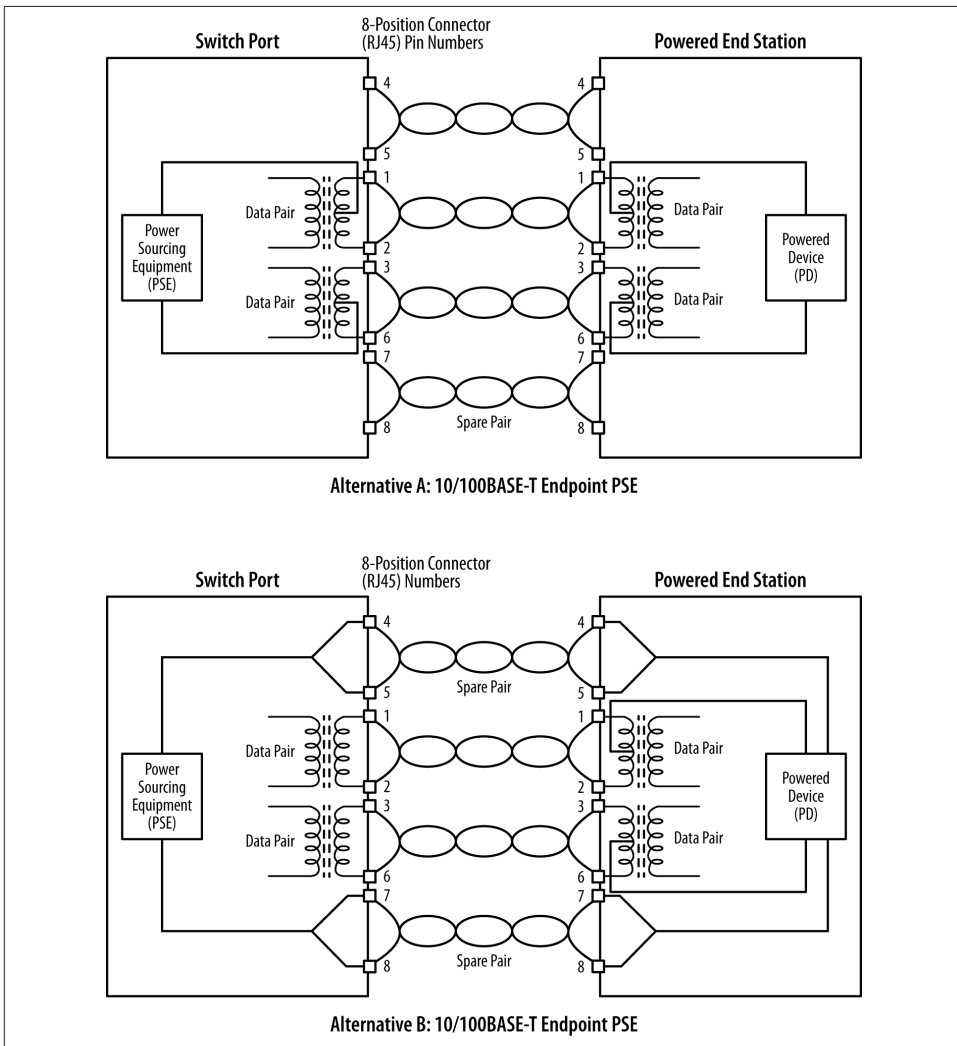 8-Position Connector
(RJ45) Pin Numbers
Switch Port
Powered End Station
4
4
5
5
1
1
Data Pair
Data Pair
Power
Sourcing
Equipment
(PSE)
Powered
Device
(PD)
2
2
3
3
Data Pair
Data Pair
6
6
7
7
Spare Pair
8
8
Alternative A: 10/100BASE-T Endpoint PSE
8-Position Connector
(RJ45) Numbers
Switch Port
Powered End Station
4
4
Spare Pair
5
5
1
1
Data Pair
Data Pair
Power
Sourcing
Equipment
(PSE)
Powered
Device
(PD)
2
2
3
3
Data Pair
Data Pair
6
6
7
7
Spare Pair
8
8
Alternative B: 10/100BASE-T Endpoint PSE